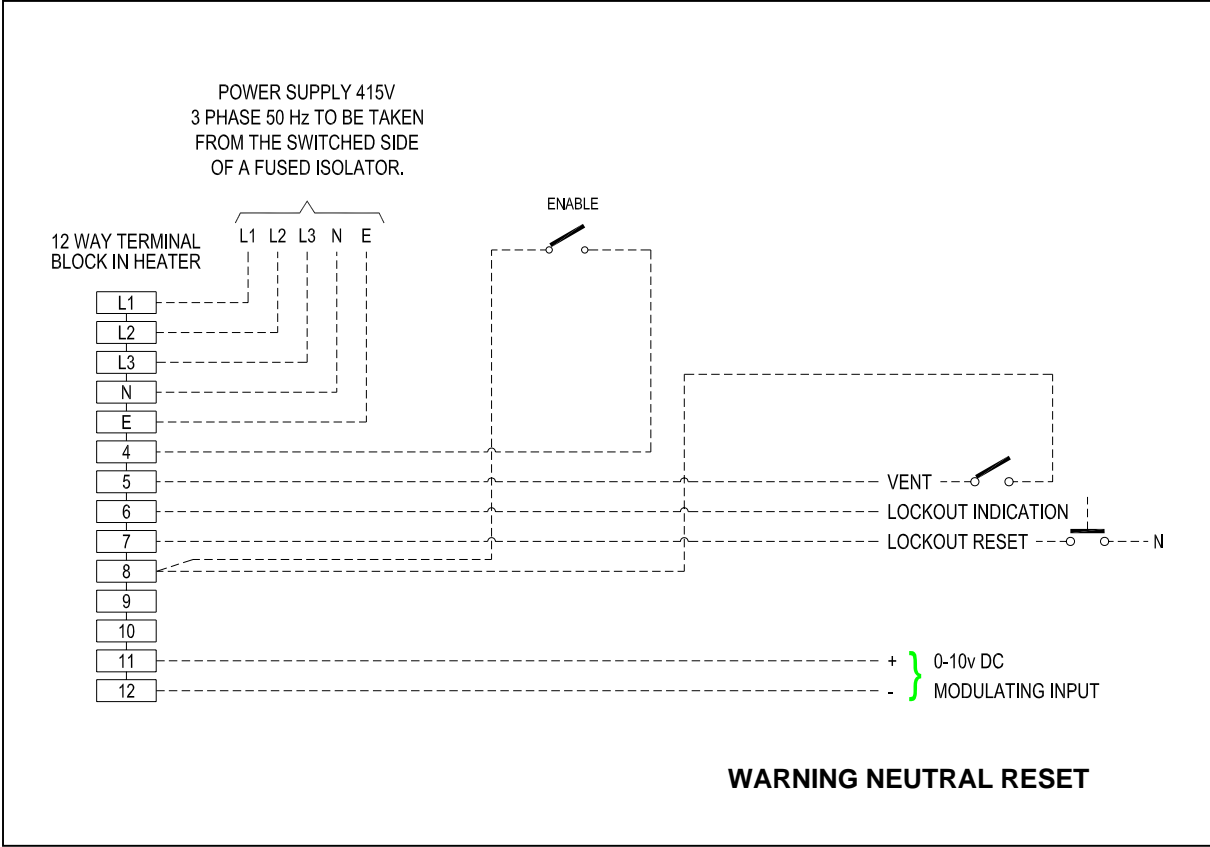 POWER SUPPLY 415V
3 PHASE 50 Hz TO BE TAKEN
FROM THE SWITCHED SIDE
OF A FUSED ISOLATOR.
ENABLE
12 WAY TERMINAL
BLOCK IN HEATER
L1 L2 L3 N E
L1
L2
L3
N
E
4
5 VENT
6 LOCKOUT INDICATION
7 LOCKOUT RESET N
8
9
10
11 + 0-10v DC
12 - MODULATING INPUT
WARNING NEUTRAL RESET